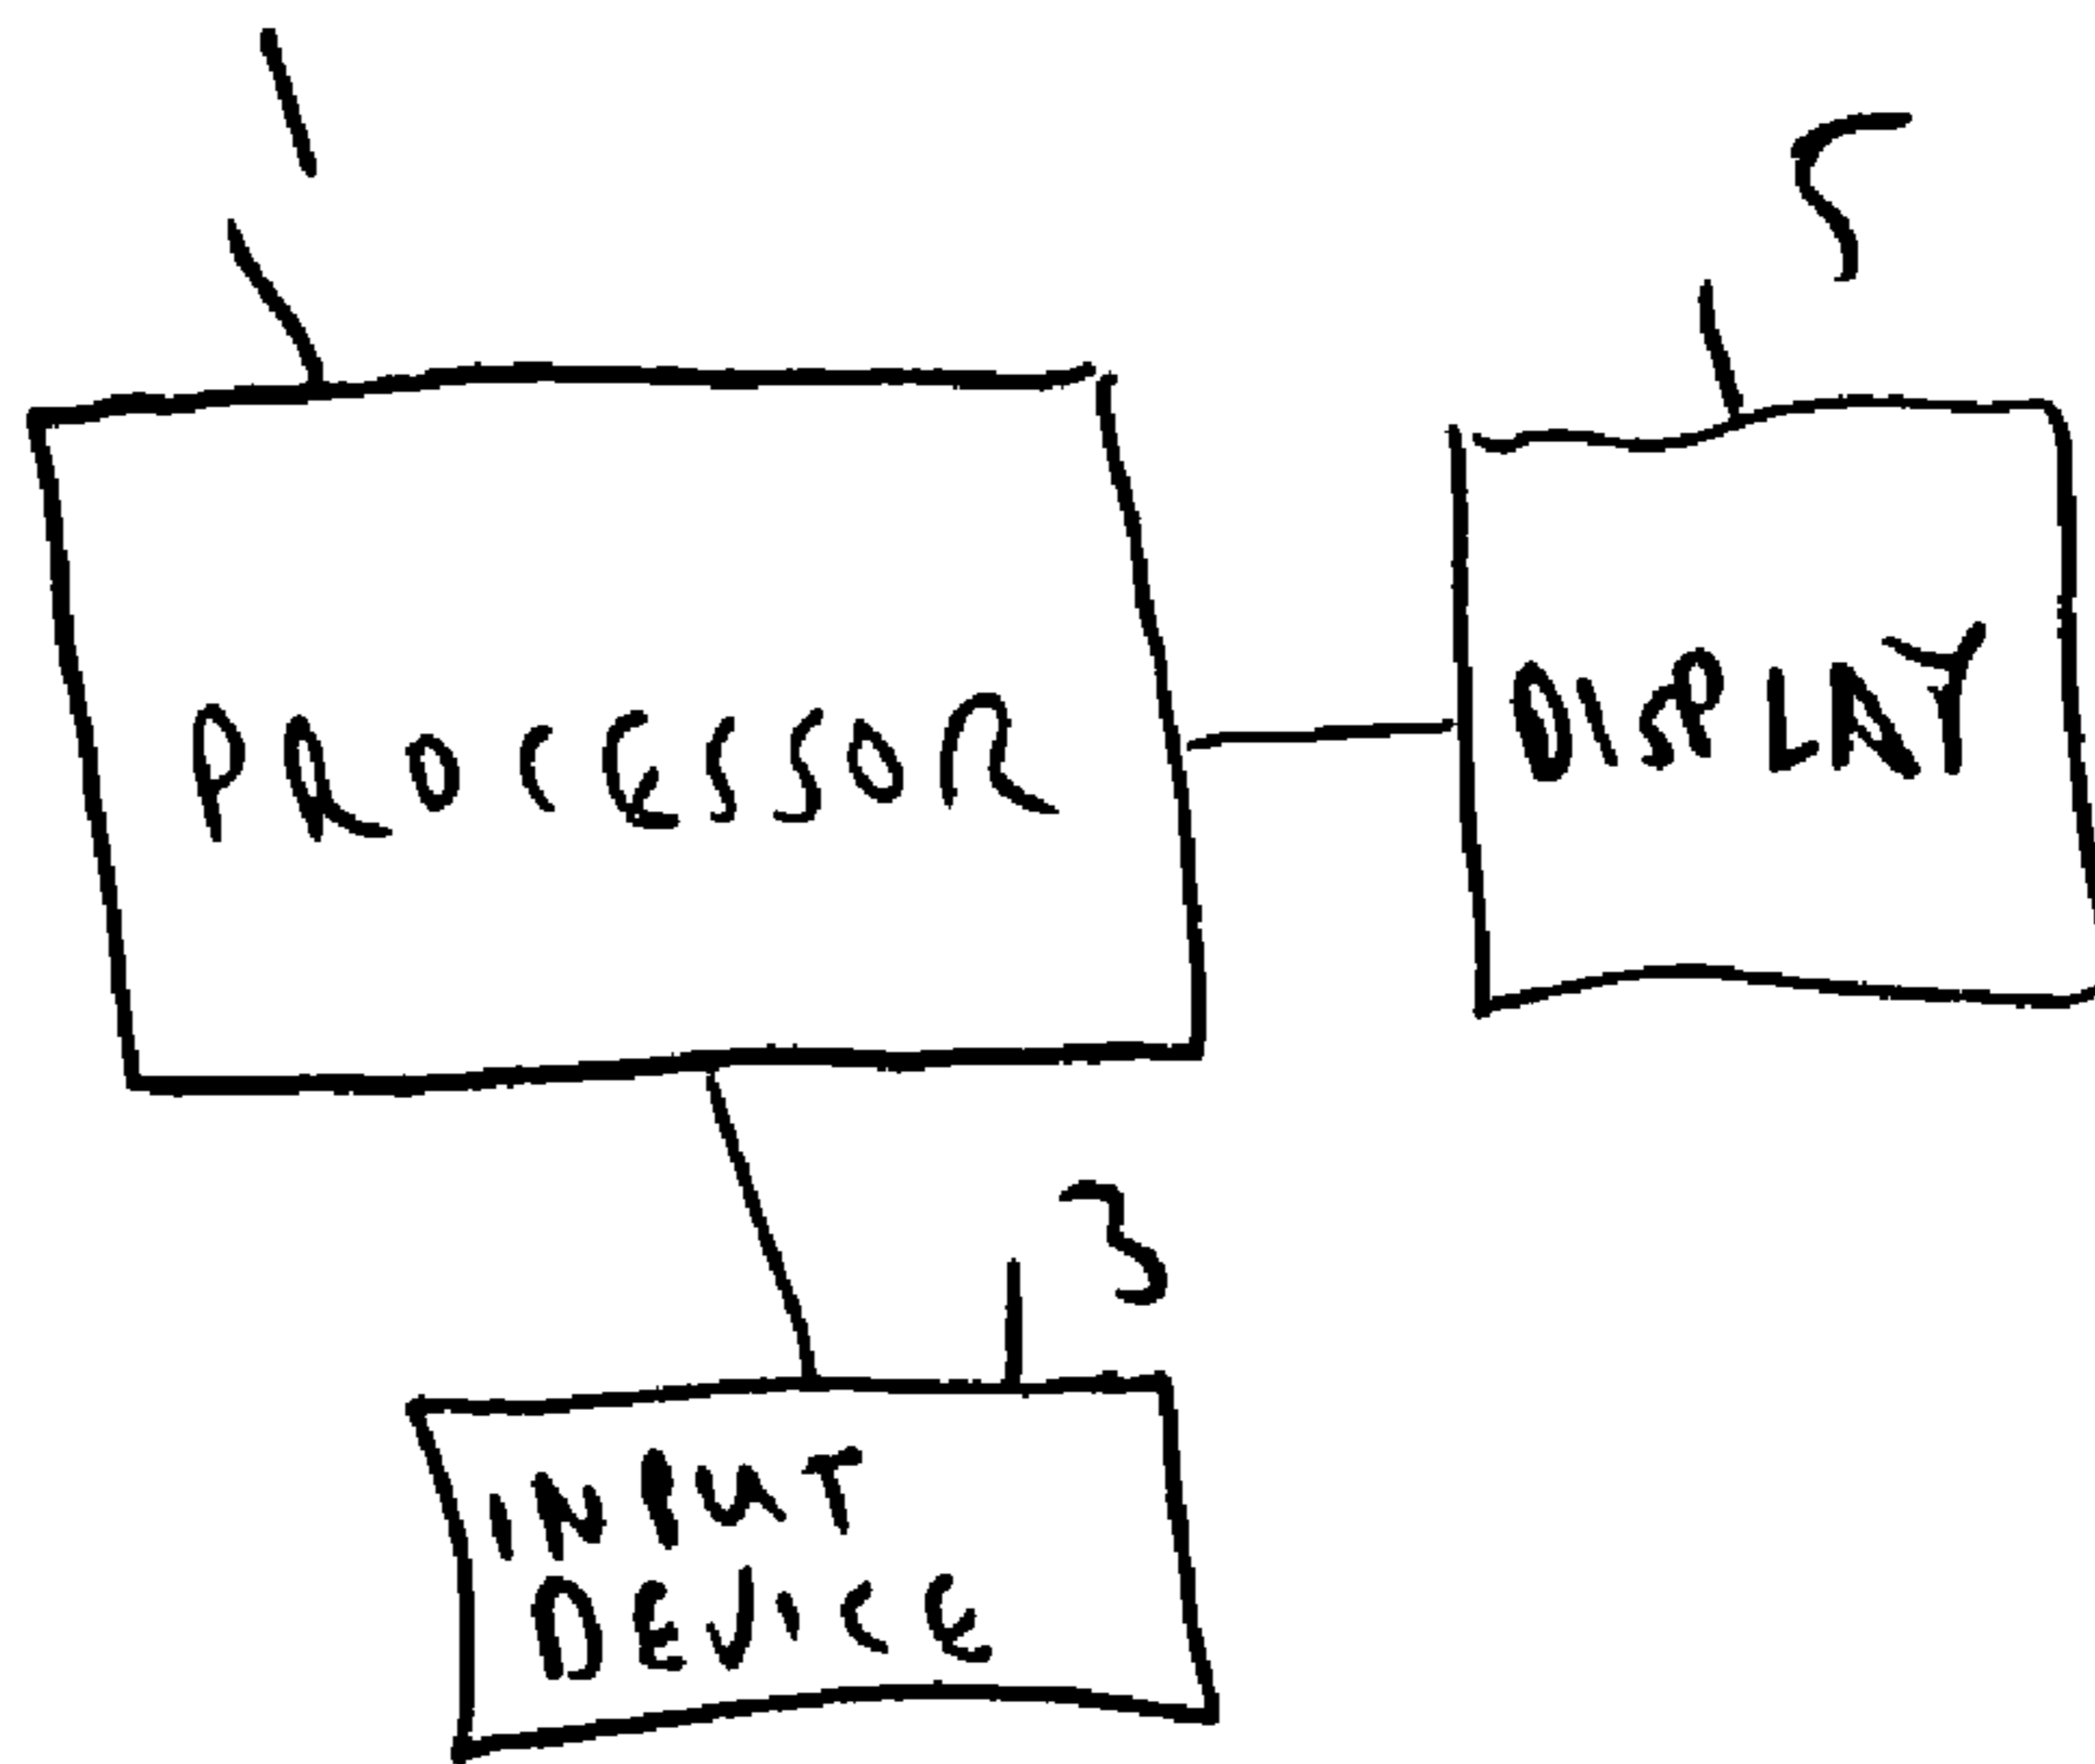 1
5
PROCESSOR
DISPLAY
3
INPUT
DEVICE